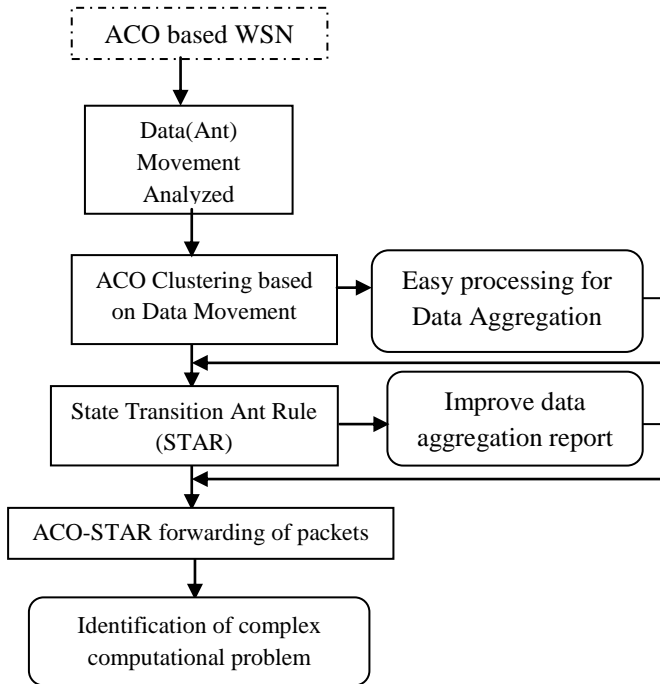 ACO based WSN
Data(Ant)
Movement
Analyzed
ACO Clustering based
on Data Movement
Easy processing for
Data Aggregation
State Transition Ant Rule
(STAR)
Improve data
aggregation report
ACO-STAR forwarding of packets
Identification of complex
computational problem